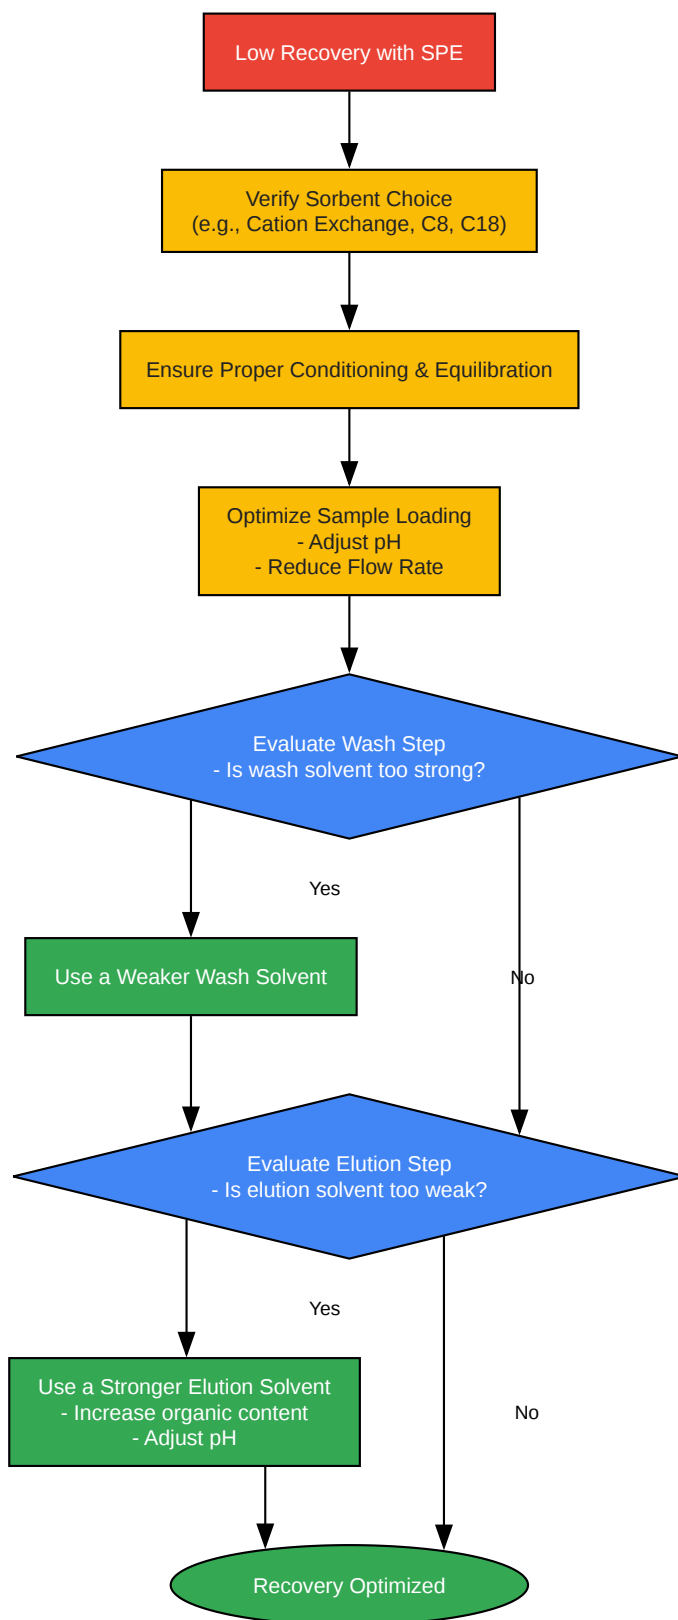 Low Recovery with SPE
Verify Sorbent Choice
(e.g., Cation Exchange, C8, C18)
Ensure Proper Conditioning & Equilibration
Optimize Sample Loading
- Adjust pH
- Reduce Flow Rate
Evaluate Wash Step
- Is wash solvent too strong?
Yes
Use a Weaker Wash Solvent
No
Evaluate Elution Step
- Is elution solvent too weak?
Yes
Use a Stronger Elution Solvent
- Increase organic content
- Adjust pH
No
Recovery Optimized